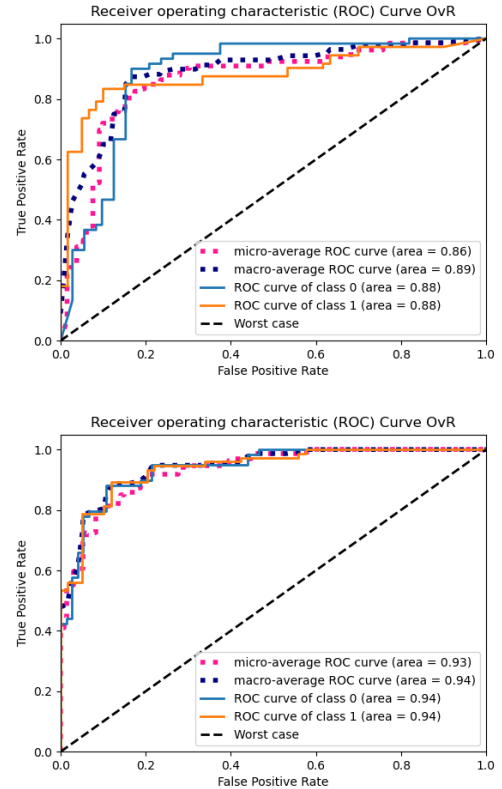 Receiver operating characteristic (ROC) Curve OvR
1.0
0.8
0.6
0.4
0.2
0.0
True Positive Rate
micro-average ROC curve (area = 0.86)
macro-average ROC curve (area = 0.89)
ROC curve of class 0 (area = 0.88)
ROC curve of class 1 (area = 0.88)
Worst case
0.0 0.2 0.4 0.6 0.8 1.0
False Positive Rate
Receiver operating characteristic (ROC) Curve OvR
1.0
0.8
0.6
0.4
0.2
0.0
True Positive Rate
micro-average ROC curve (area = 0.93)
macro-average ROC curve (area = 0.94)
ROC curve of class 0 (area = 0.94)
ROC curve of class 1 (area = 0.94)
Worst case
0.0 0.2 0.4 0.6 0.8 1.0
False Positive Rate